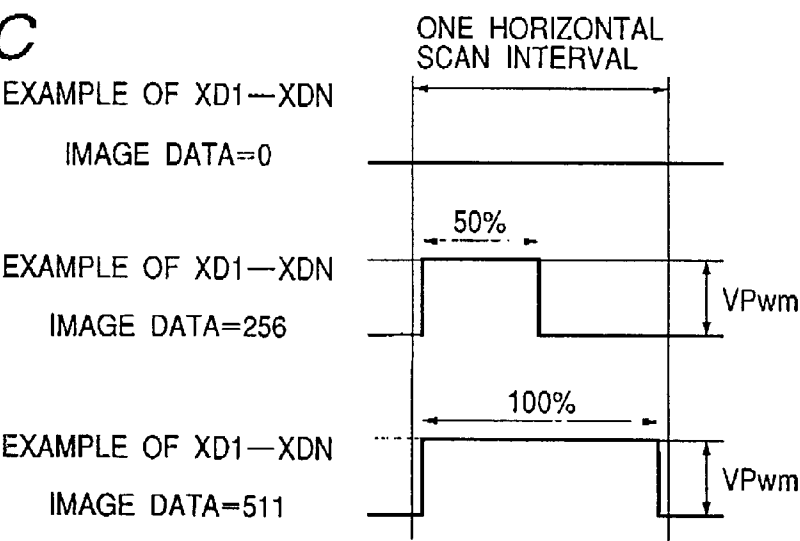 C
ONE HORIZONTAL
SCAN INTERVAL
EXAMPLE OF XD1—XDN
IMAGE DATA=0
50%
EXAMPLE OF XD1—XDN
IMAGE DATA=256
VPwm
100%
EXAMPLE OF XD1—XDN
IMAGE DATA=511
VPwm